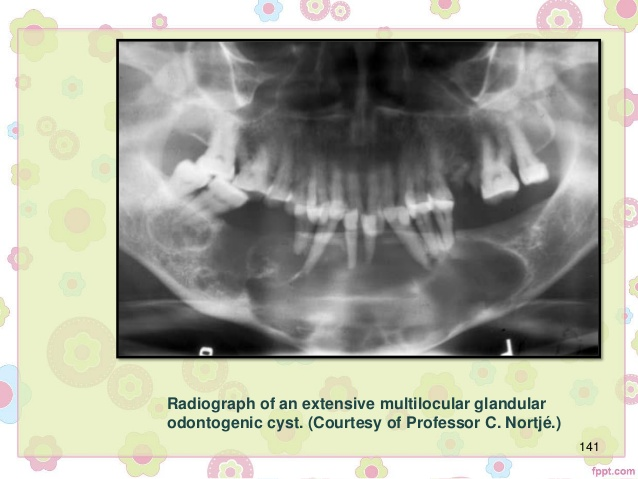 Radiograph of an extensive multilocular glandular
odontogenic cyst. (Courtesy of Professor C. Nortjé.)
141
fppt.com